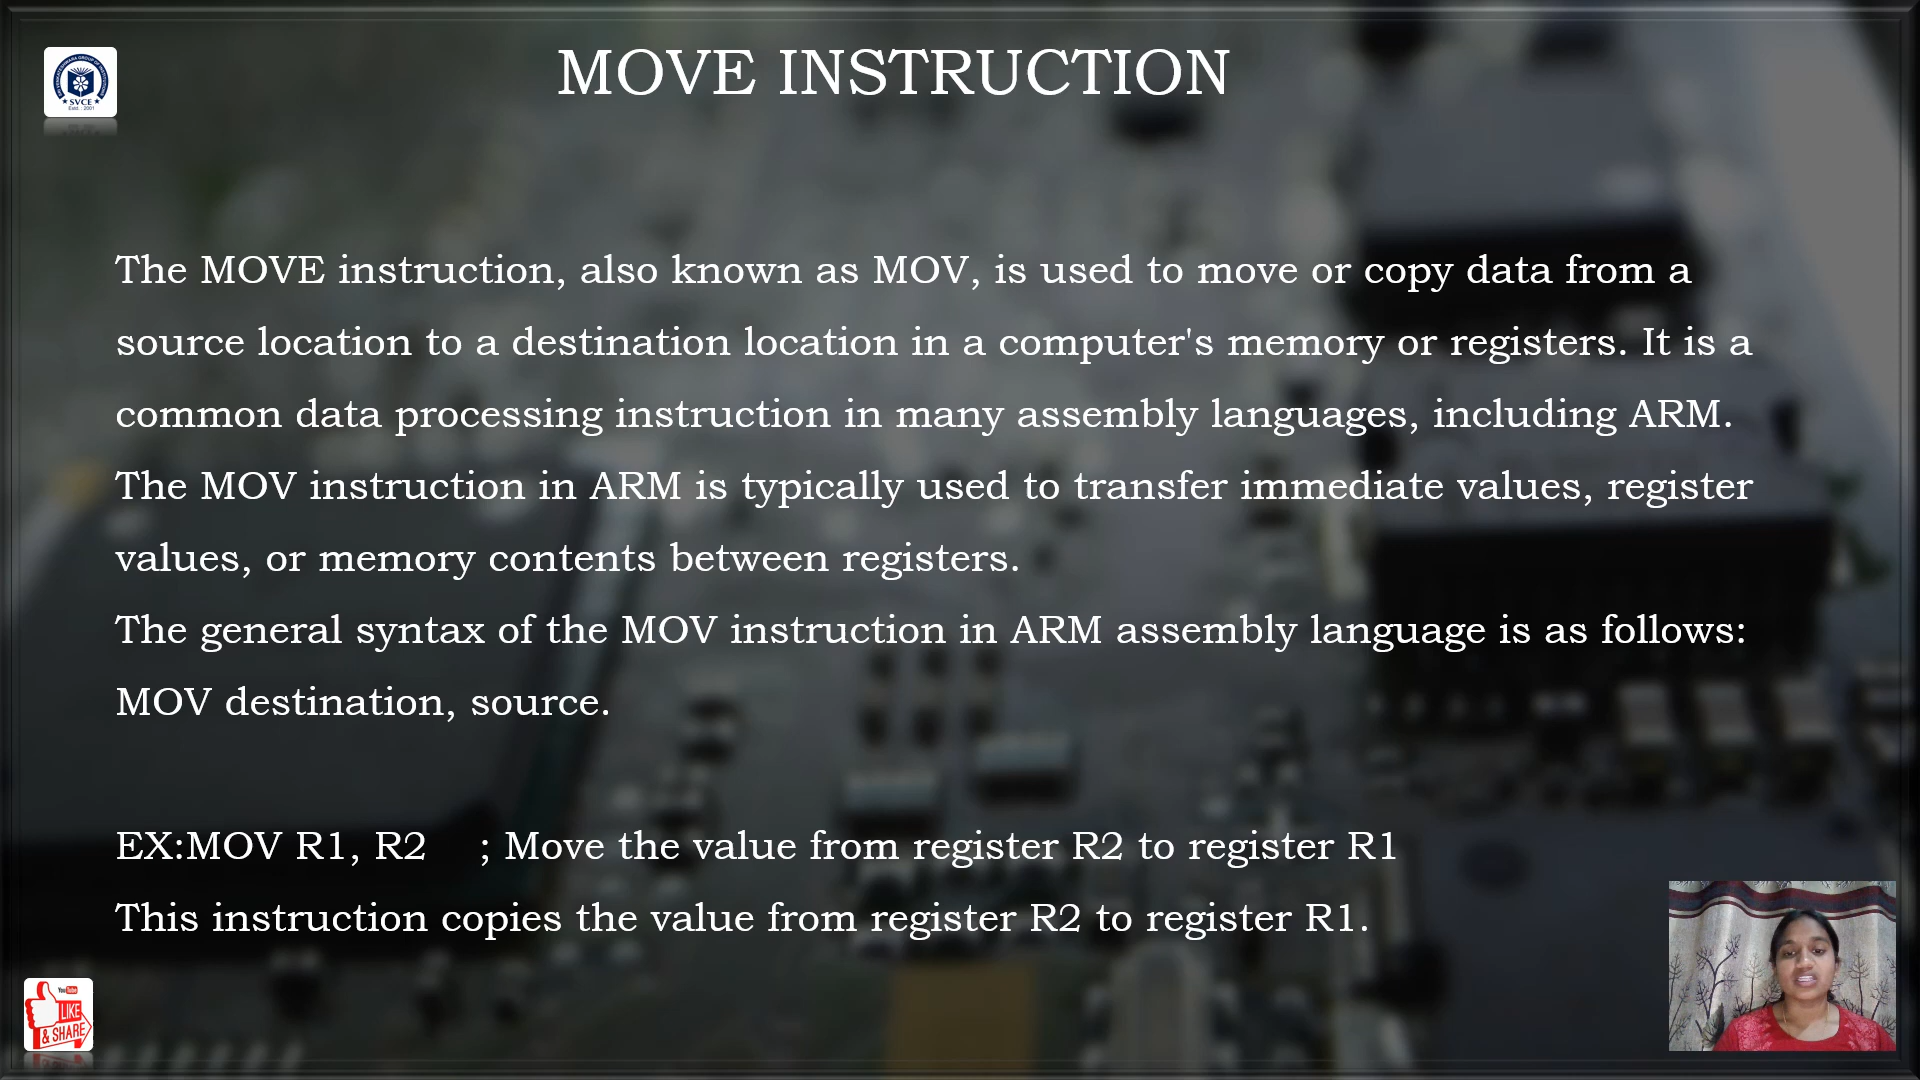 MOVE INSTRUCTION
SVCE
Estd. : 2001
The MOVE instruction, also known as MOV, is used to move or copy data from a
source location to a destination location in a computer's memory or registers. It is a
common data processing instruction in many assembly languages, including ARM.
The MOV instruction in ARM is typically used to transfer immediate values, register
values, or memory contents between registers.
The general syntax of the MOV instruction in ARM assembly language is as follows:
MOV destination, source.
EX:MOV R1, R2 ; Move the value from register R2 to register R1
This instruction copies the value from register R2 to register R1.
YouTube
LIKE
& SHARE